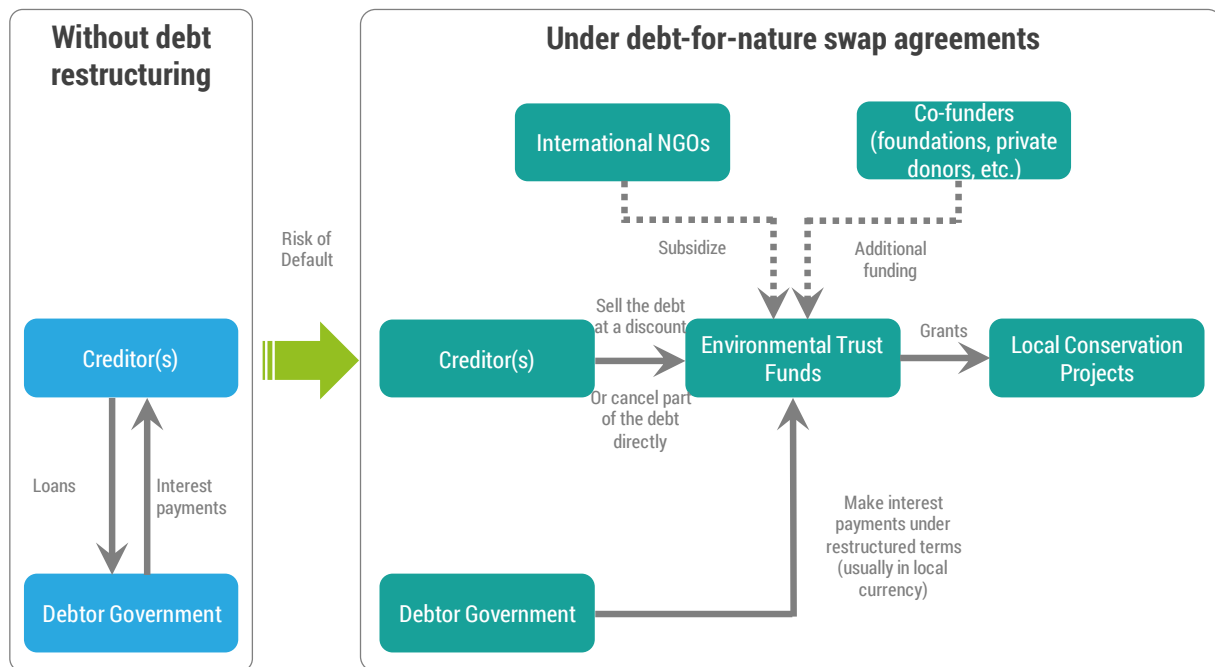 Without debt
restructuring
Creditor(s)
Loans
Interest
payments
Debtor Government
Risk of
Default
Under debt-for-nature swap agreements
International NGOs
Co-funders
(foundations, private
donors, etc.)
Subsidize
Additional
funding
Creditor(s)
Sell the debt
at a discount
Or cancel part
of the debt
directly
Environmental Trust
Funds
Grants
Local Conservation
Projects
Make interest
payments under
restructured terms
(usually in local
currency)
Debtor Government